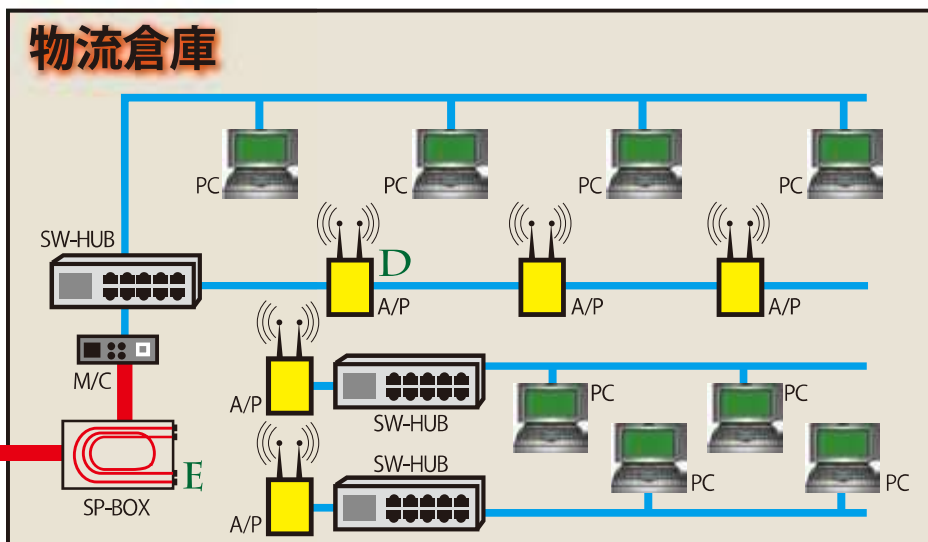 物流倉庫
PC
PC
PC
PC
SW-HUB
D
A/P
A/P
A/P
M/C
A/P
SW-HUB
PC
PC
SP-BOX
E
A/P
SW-HUB
PC
PC